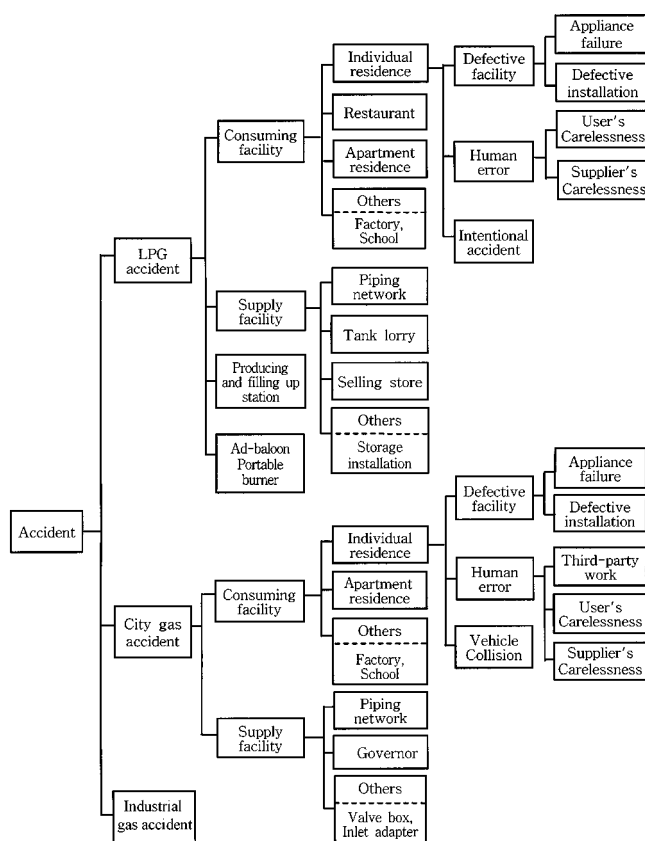 Accident
LPG
accident
Consuming
facility
Individual
residence
Defective
facility
Appliance
failure
Defective
installation
Human
error
User's
Carelessness
Supplier's
Carelessness
Intentional
accident
Restaurant
Apartment
residence
Others
Factory,
School
Supply
facility
Piping
network
Tank lorry
Selling store
Others
Storage
installation
Producing
and filling up
station
Ad-baloon
Portable
burner
City gas
accident
Consuming
facility
Individual
residence
Defective
facility
Appliance
failure
Defective
installation
Human
error
Third-party
work
User's
Carelessness
Supplier's
Carelessness
Vehicle
Collision
Apartment
residence
Others
Factory,
School
Supply
facility
Piping
network
Governor
Others
Valve box,
Inlet adapter
Industrial
gas accident